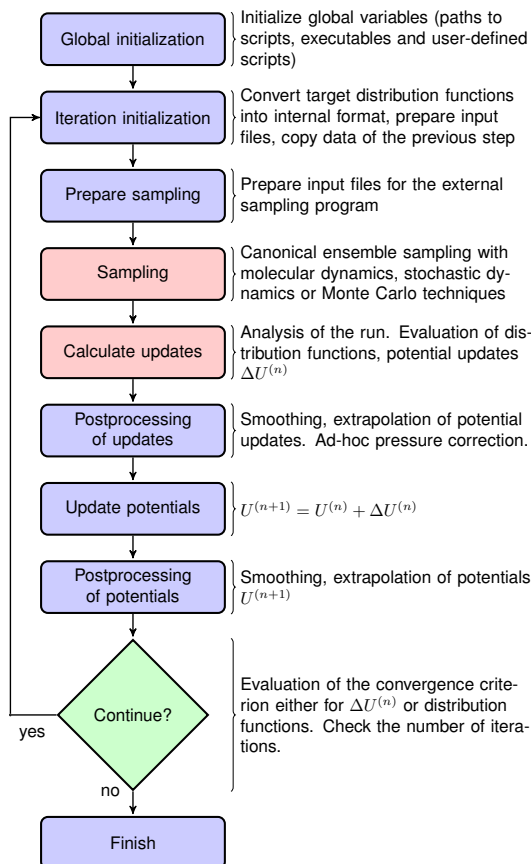 Global initialization
Initialize global variables (paths to
scripts, executables and user-defined
scripts)
Iteration initialization
Convert target distribution functions
into internal format, prepare input
files, copy data of the previous step
Prepare sampling
Prepare input files for the external
sampling program
Sampling
Canonical ensemble sampling with
molecular dynamics, stochastic dy-
namics or Monte Carlo techniques
Calculate updates
Analysis of the run. Evaluation of dis-
tribution functions, potential updates
ΔU^(n)
Postprocessing
of updates
Smoothing, extrapolation of potential
updates. Ad-hoc pressure correction.
Update potentials
U^(n+1) = U^(n) + ΔU^(n)
Postprocessing
of potentials
Smoothing, extrapolation of potentials
U^(n+1)
Continue?
Evaluation of the convergence crite-
rion either for ΔU^(n) or distribution
functions. Check the number of itera-
tions.
yes
no
Finish